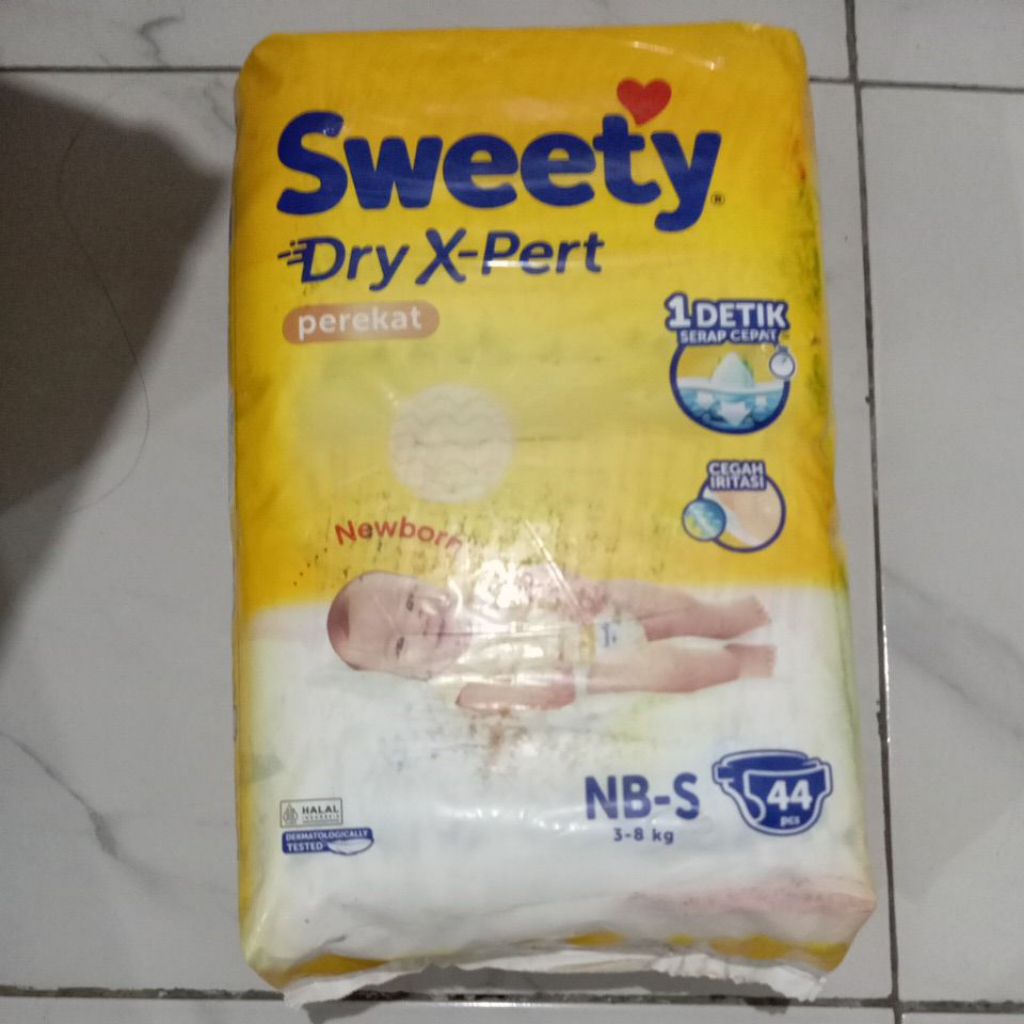 Sweety®
Dry X-Pert
perekat
1 DETIK
SERAP CEPAT
CEGAH
IRITASI
Newborn
NB-S
3-8 kg
44
pcs
HALAL
INDONESIA
DERMATOLOGICALLY
TESTED